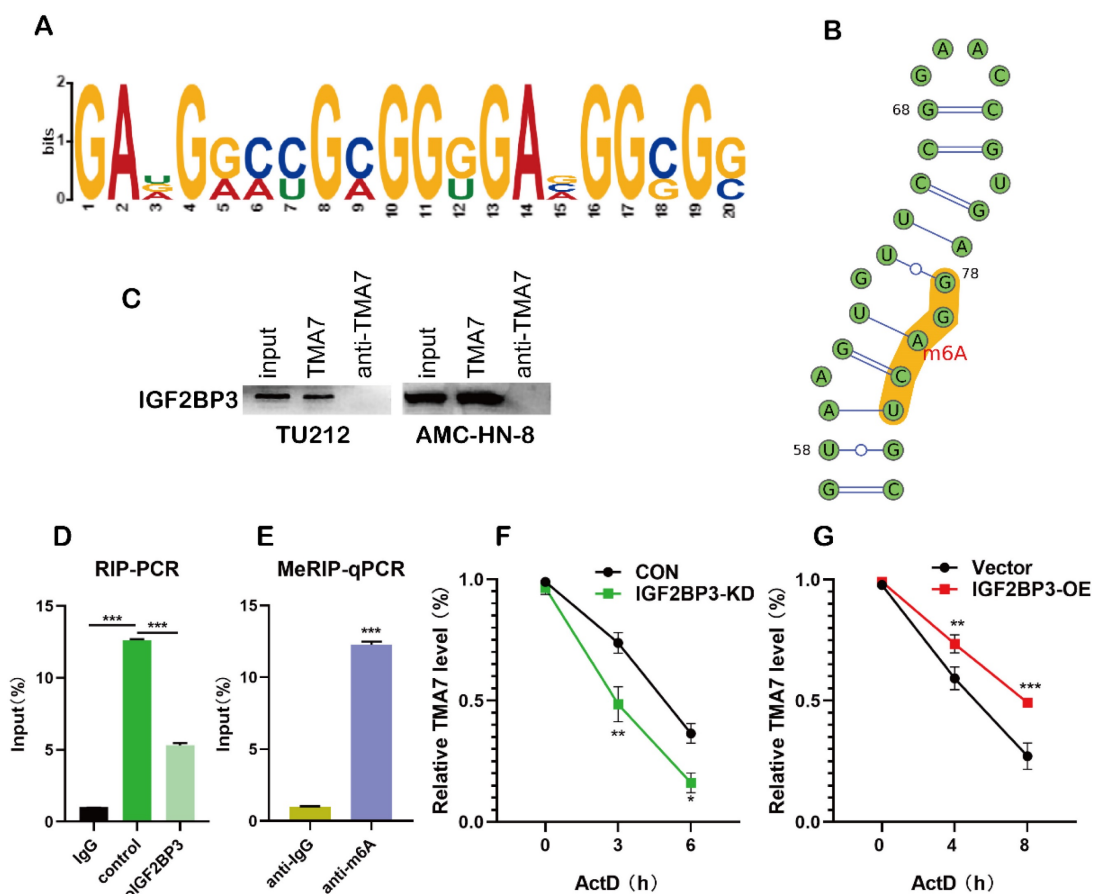 A
2
bits
1
0
GAUGGCCGCGGGGAGGGCGG
GAAUAUCCGC
A A
1 2 3 4 5 6 7 8 9 10 11 12 13 14 15 16 17 18 19 20
B
A A
G C
68 G C
C G
C U
G
U A
U 78
G G
U G
A
m6A
G C
A
A U
58 U G
G C
C
input TMA7 anti-TMA7
input TMA7 anti-TMA7
IGF2BP3
TU212 AMC-HN-8
D
RIP-PCR
Input(%)
15
10
5
0
*** ***
IgG control
E
MeRIP-qPCR
Input(%)
15
10
5
0
***
anti-IgG anti-m6A
F
CON
IGF2BP3-KD
Relative TMA7 level (%)
1.0
0.5
0.0
**
*
0 3 6
ActD (h)
G
Vector
IGF2BP3-OE
Relative TMA7 level (%)
1.0
0.5
0.0
**
***
0 4 8
ActD (h)